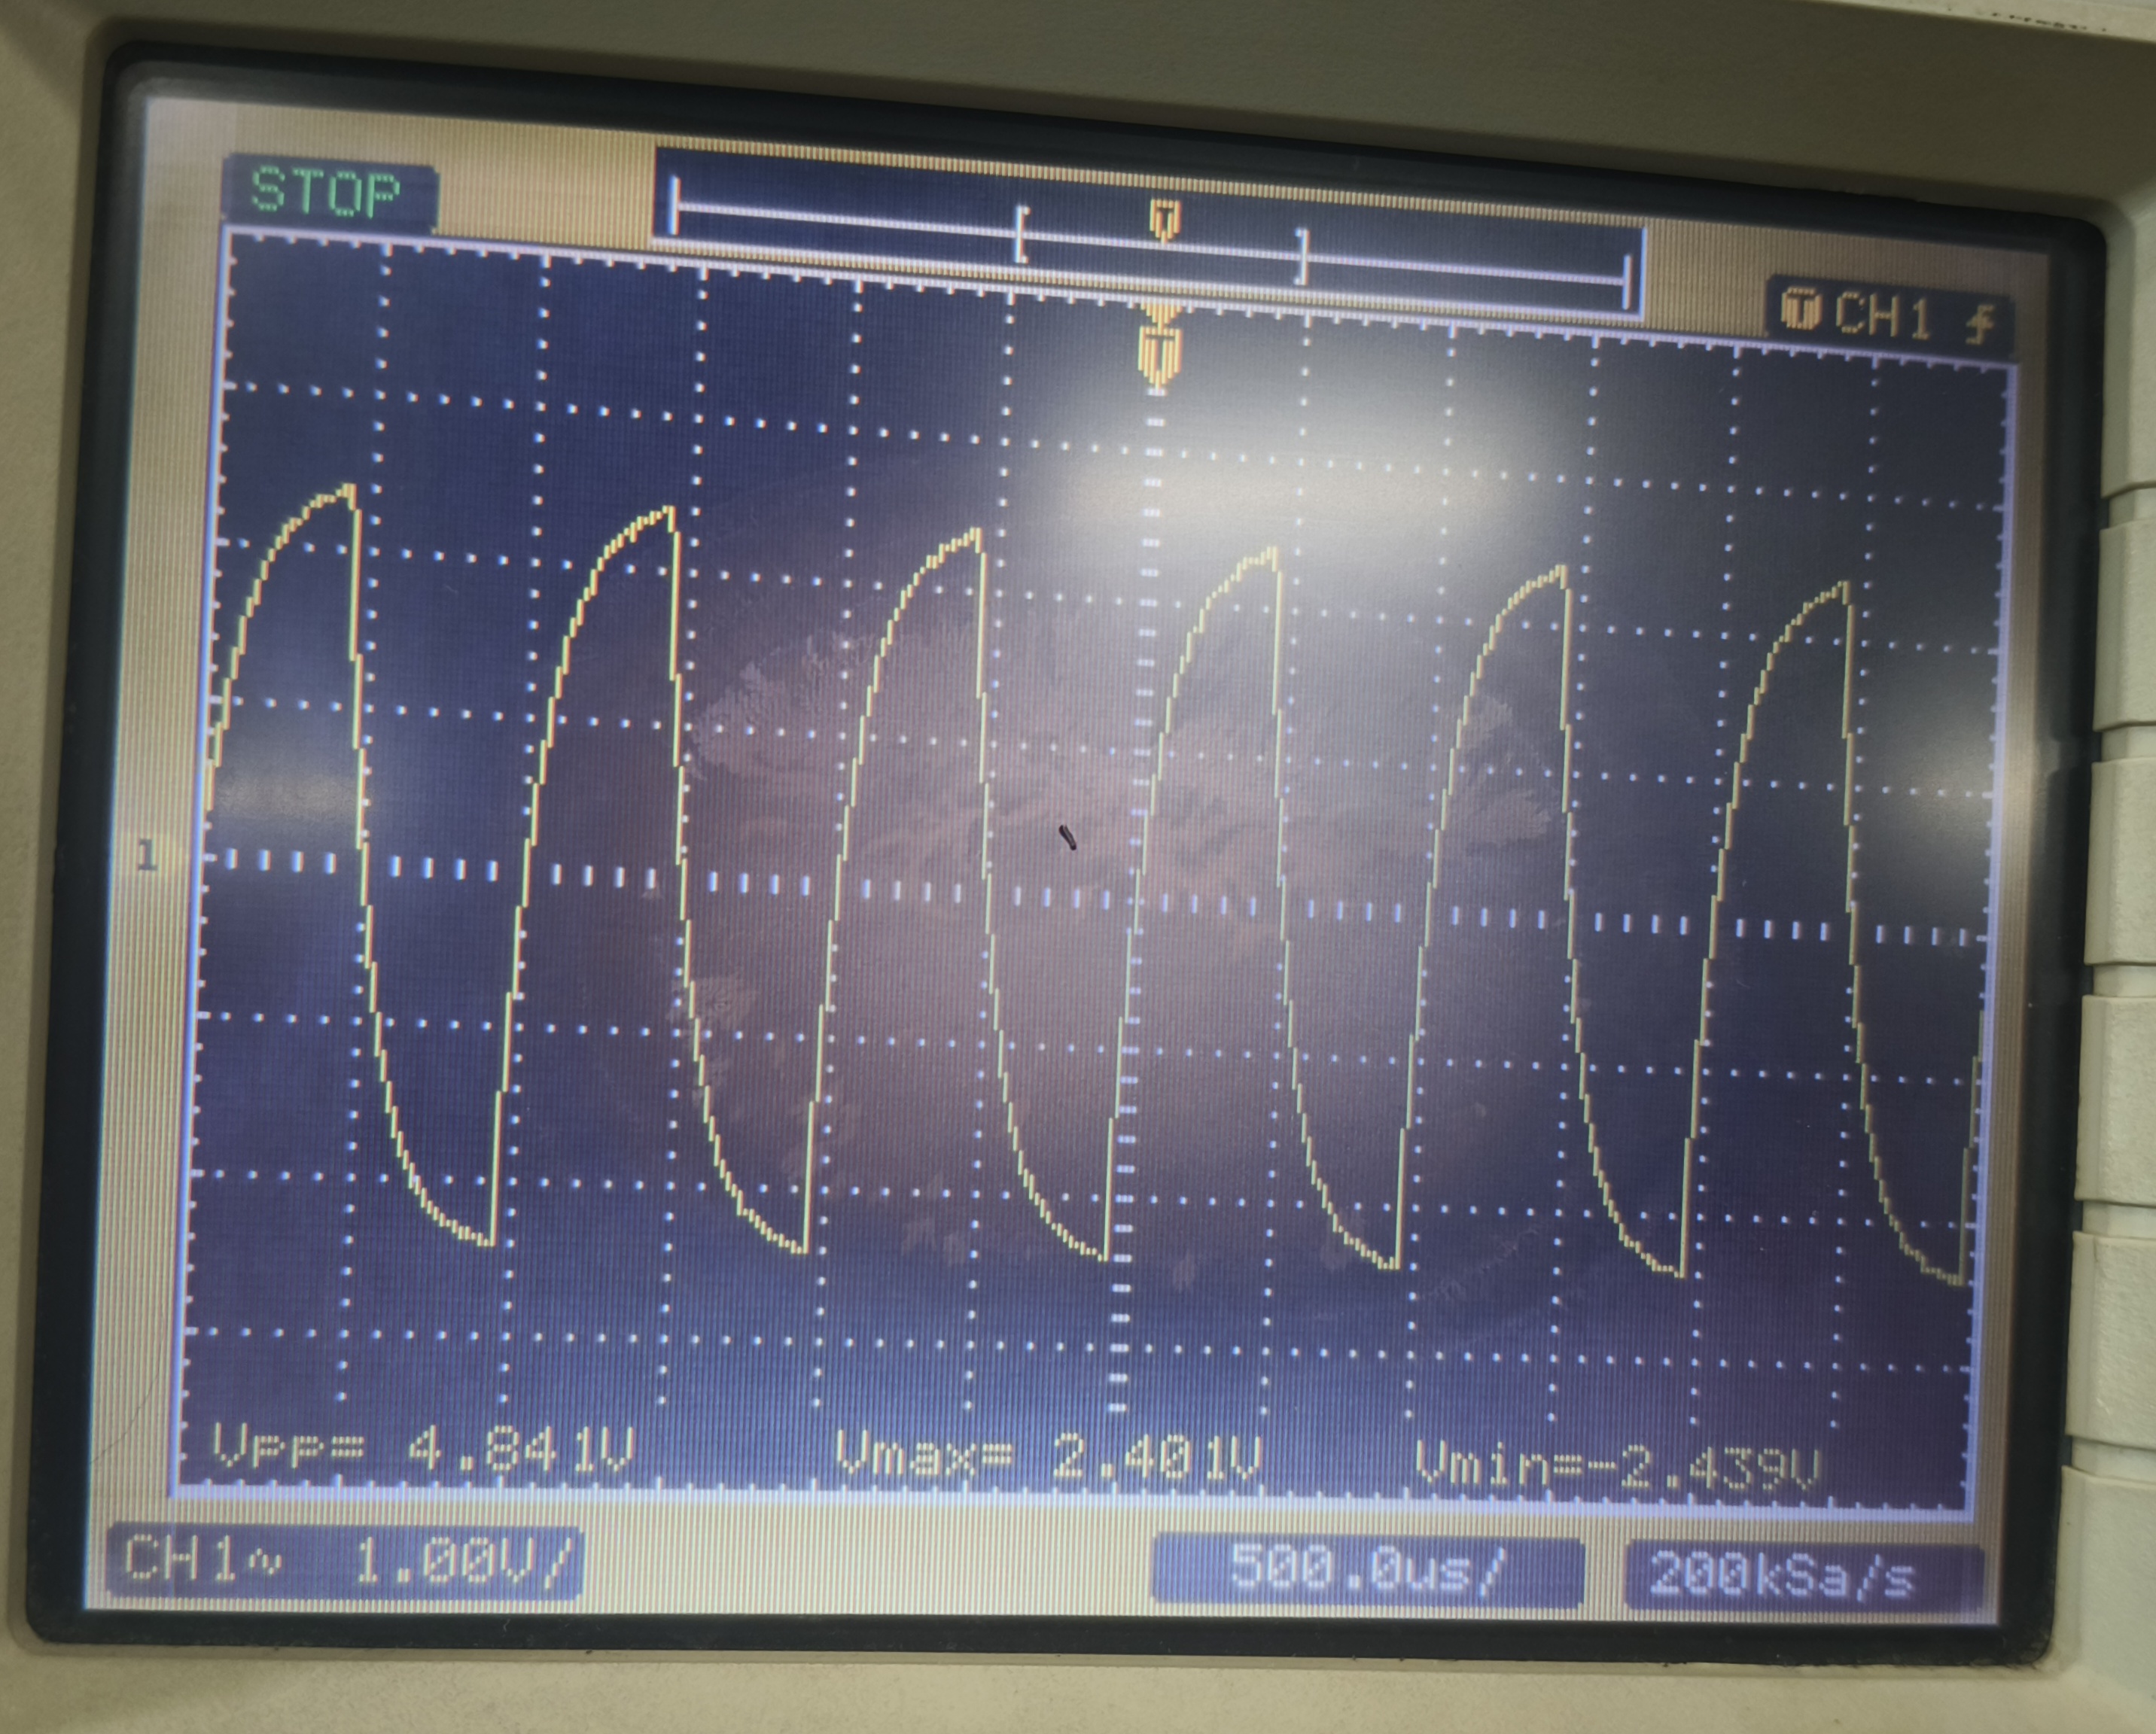 STOP
T
T
T CH1
1
Vpp= 4.841V Vmax= 2.401V Vmin=-2.439V
CH1~ 1.00V/ 500.0us/ 200kSa/s